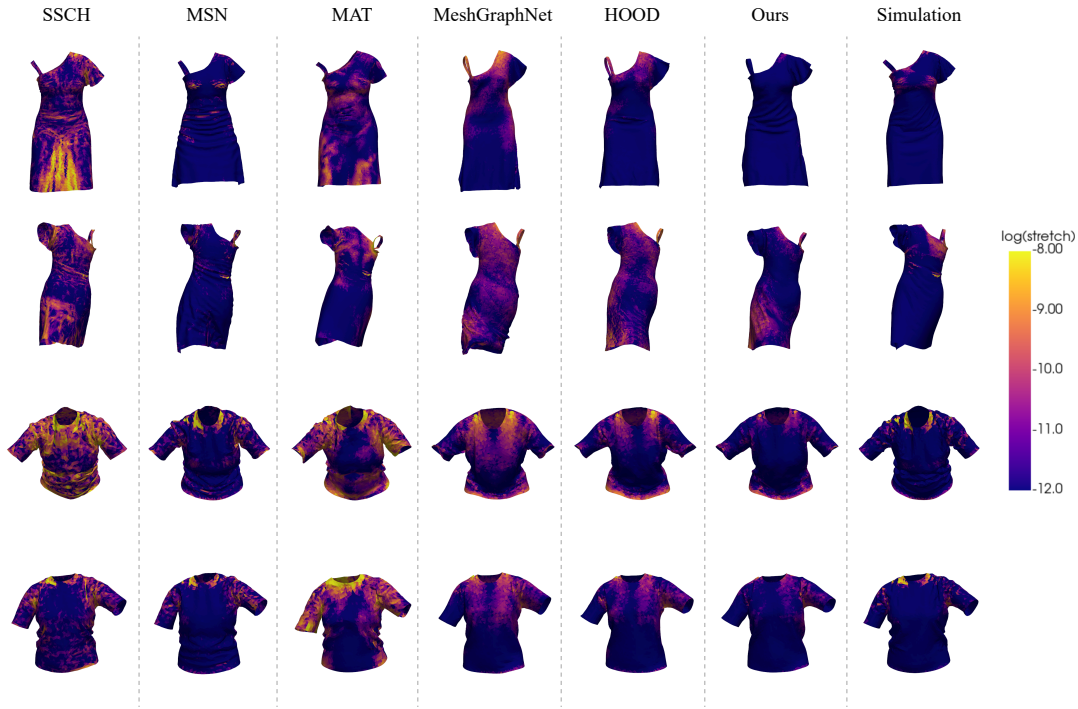 SSCH MSN MAT MeshGraphNet HOOD Ours Simulation
log(stretch)
-8.00
-9.00
-10.0
-11.0
-12.0